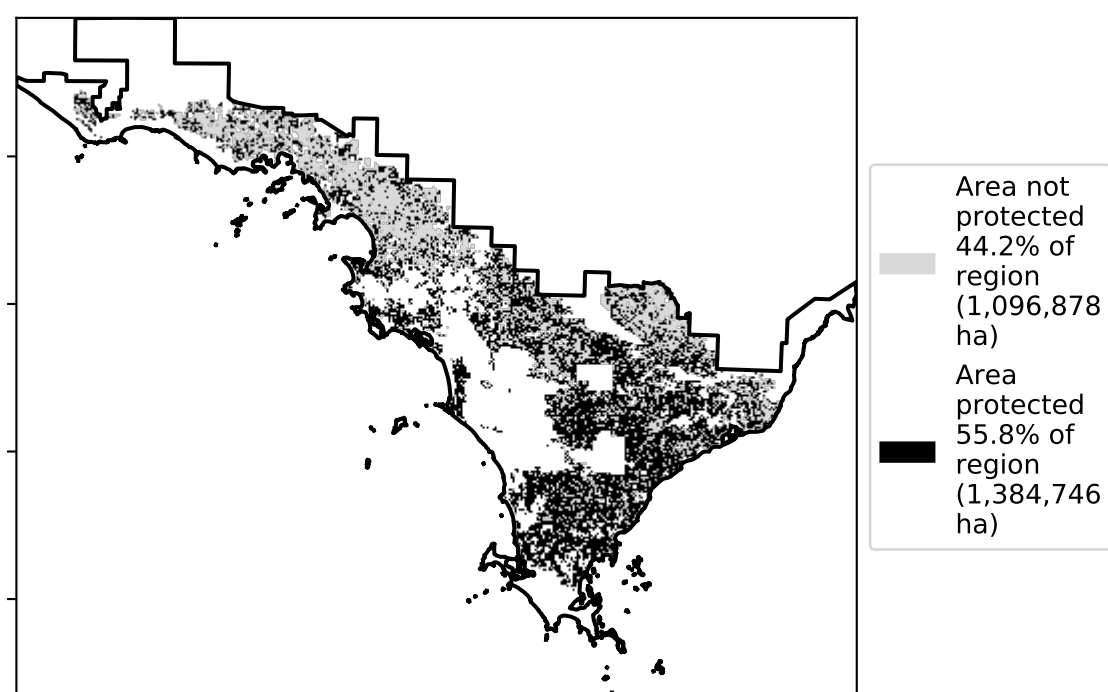 Area not
protected
44.2% of
region
(1,096,878
ha)
Area
protected
55.8% of
region
(1,384,746
ha)